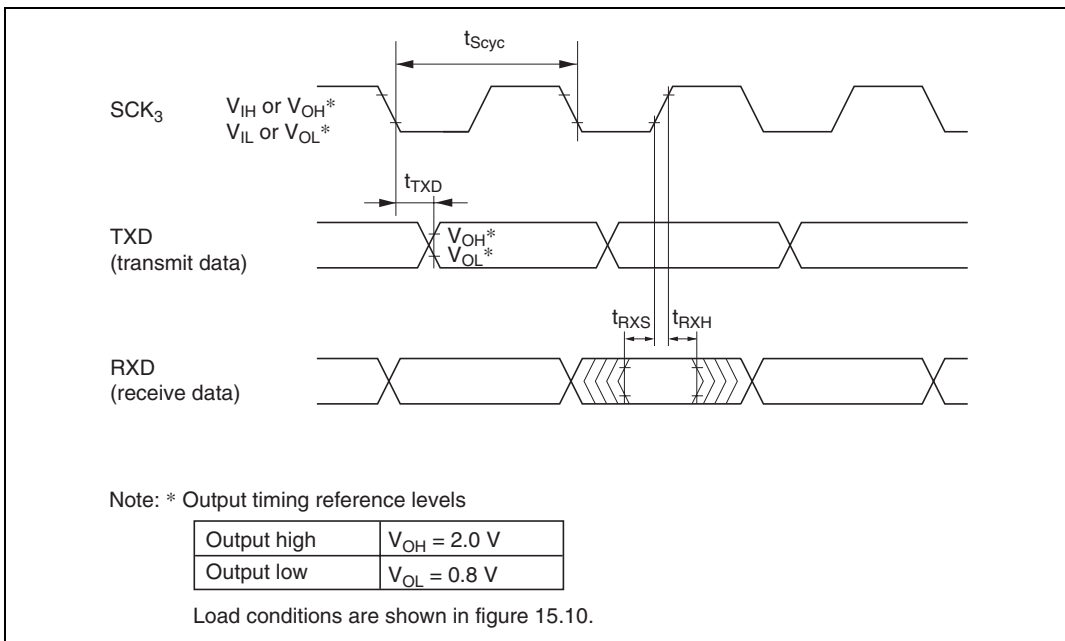 tScyc
SCK3
VIH or VOH*
VIL or VOL*
tTXD
TXD
(transmit data)
VOH*
VOL*
tRXS
tRXH
RXD
(receive data)
Note: * Output timing reference levels
Output high VOH = 2.0 V
Output low VOL = 0.8 V
Load conditions are shown in figure 15.10.